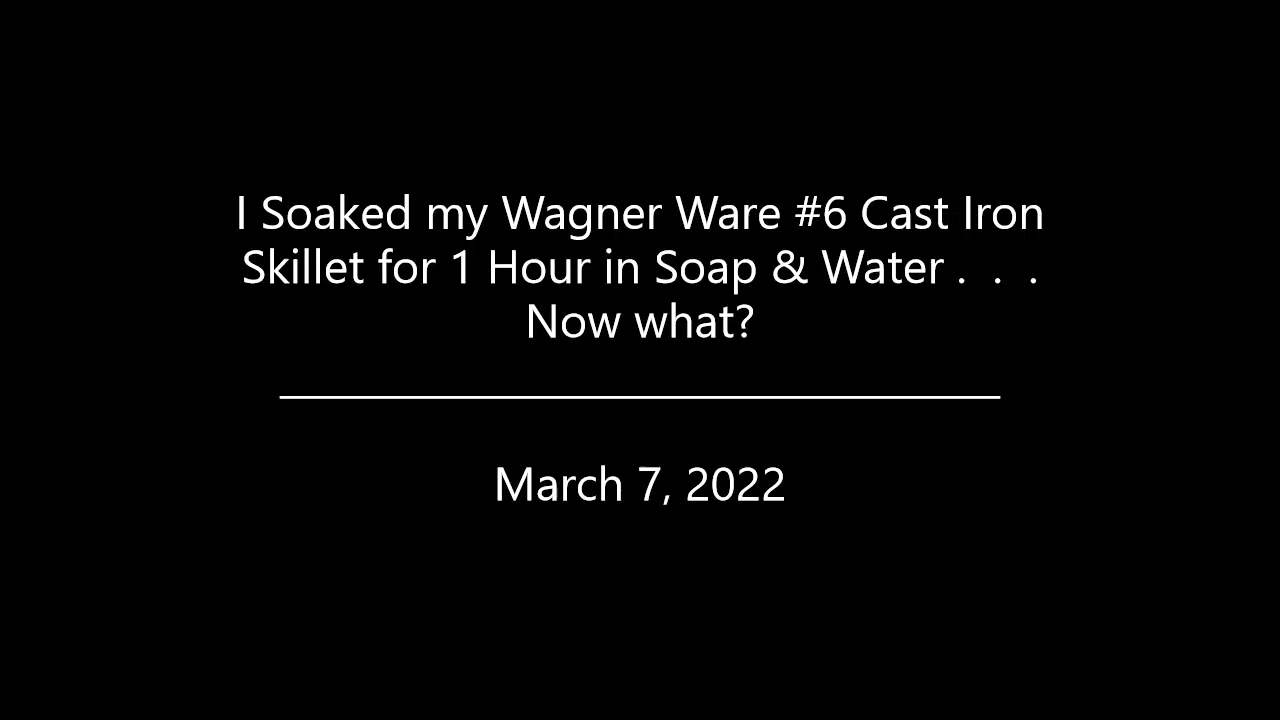 I Soaked my Wagner Ware #6 Cast Iron
Skillet for 1 Hour in Soap & Water . . .
Now what?
March 7, 2022